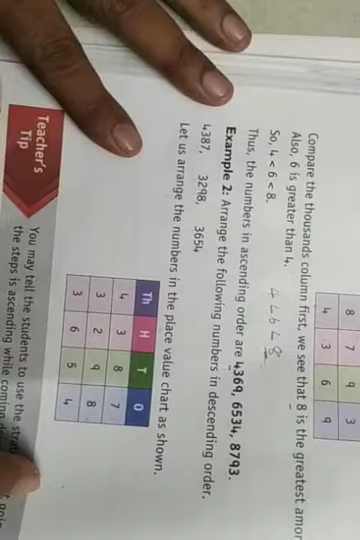 8 7 9 3
4 3 6 9
Compare the thousands column first, we see that 8 is the greatest
Also, 6 is greater than 4.
So, 4 < 6 < 8.
4 < 6 < 8
Thus, the numbers in ascending order are 4369, 6534, 8793.
Example 2: Arrange the following numbers in descending order.
4387, 3298, 3654
Let us arrange the numbers in the place value chart as shown.
Th H T O
4 3 8 7
3 2 9 8
3 6 5 4
Teacher's
Tip
You may tell the students to use the
the steps is ascending while